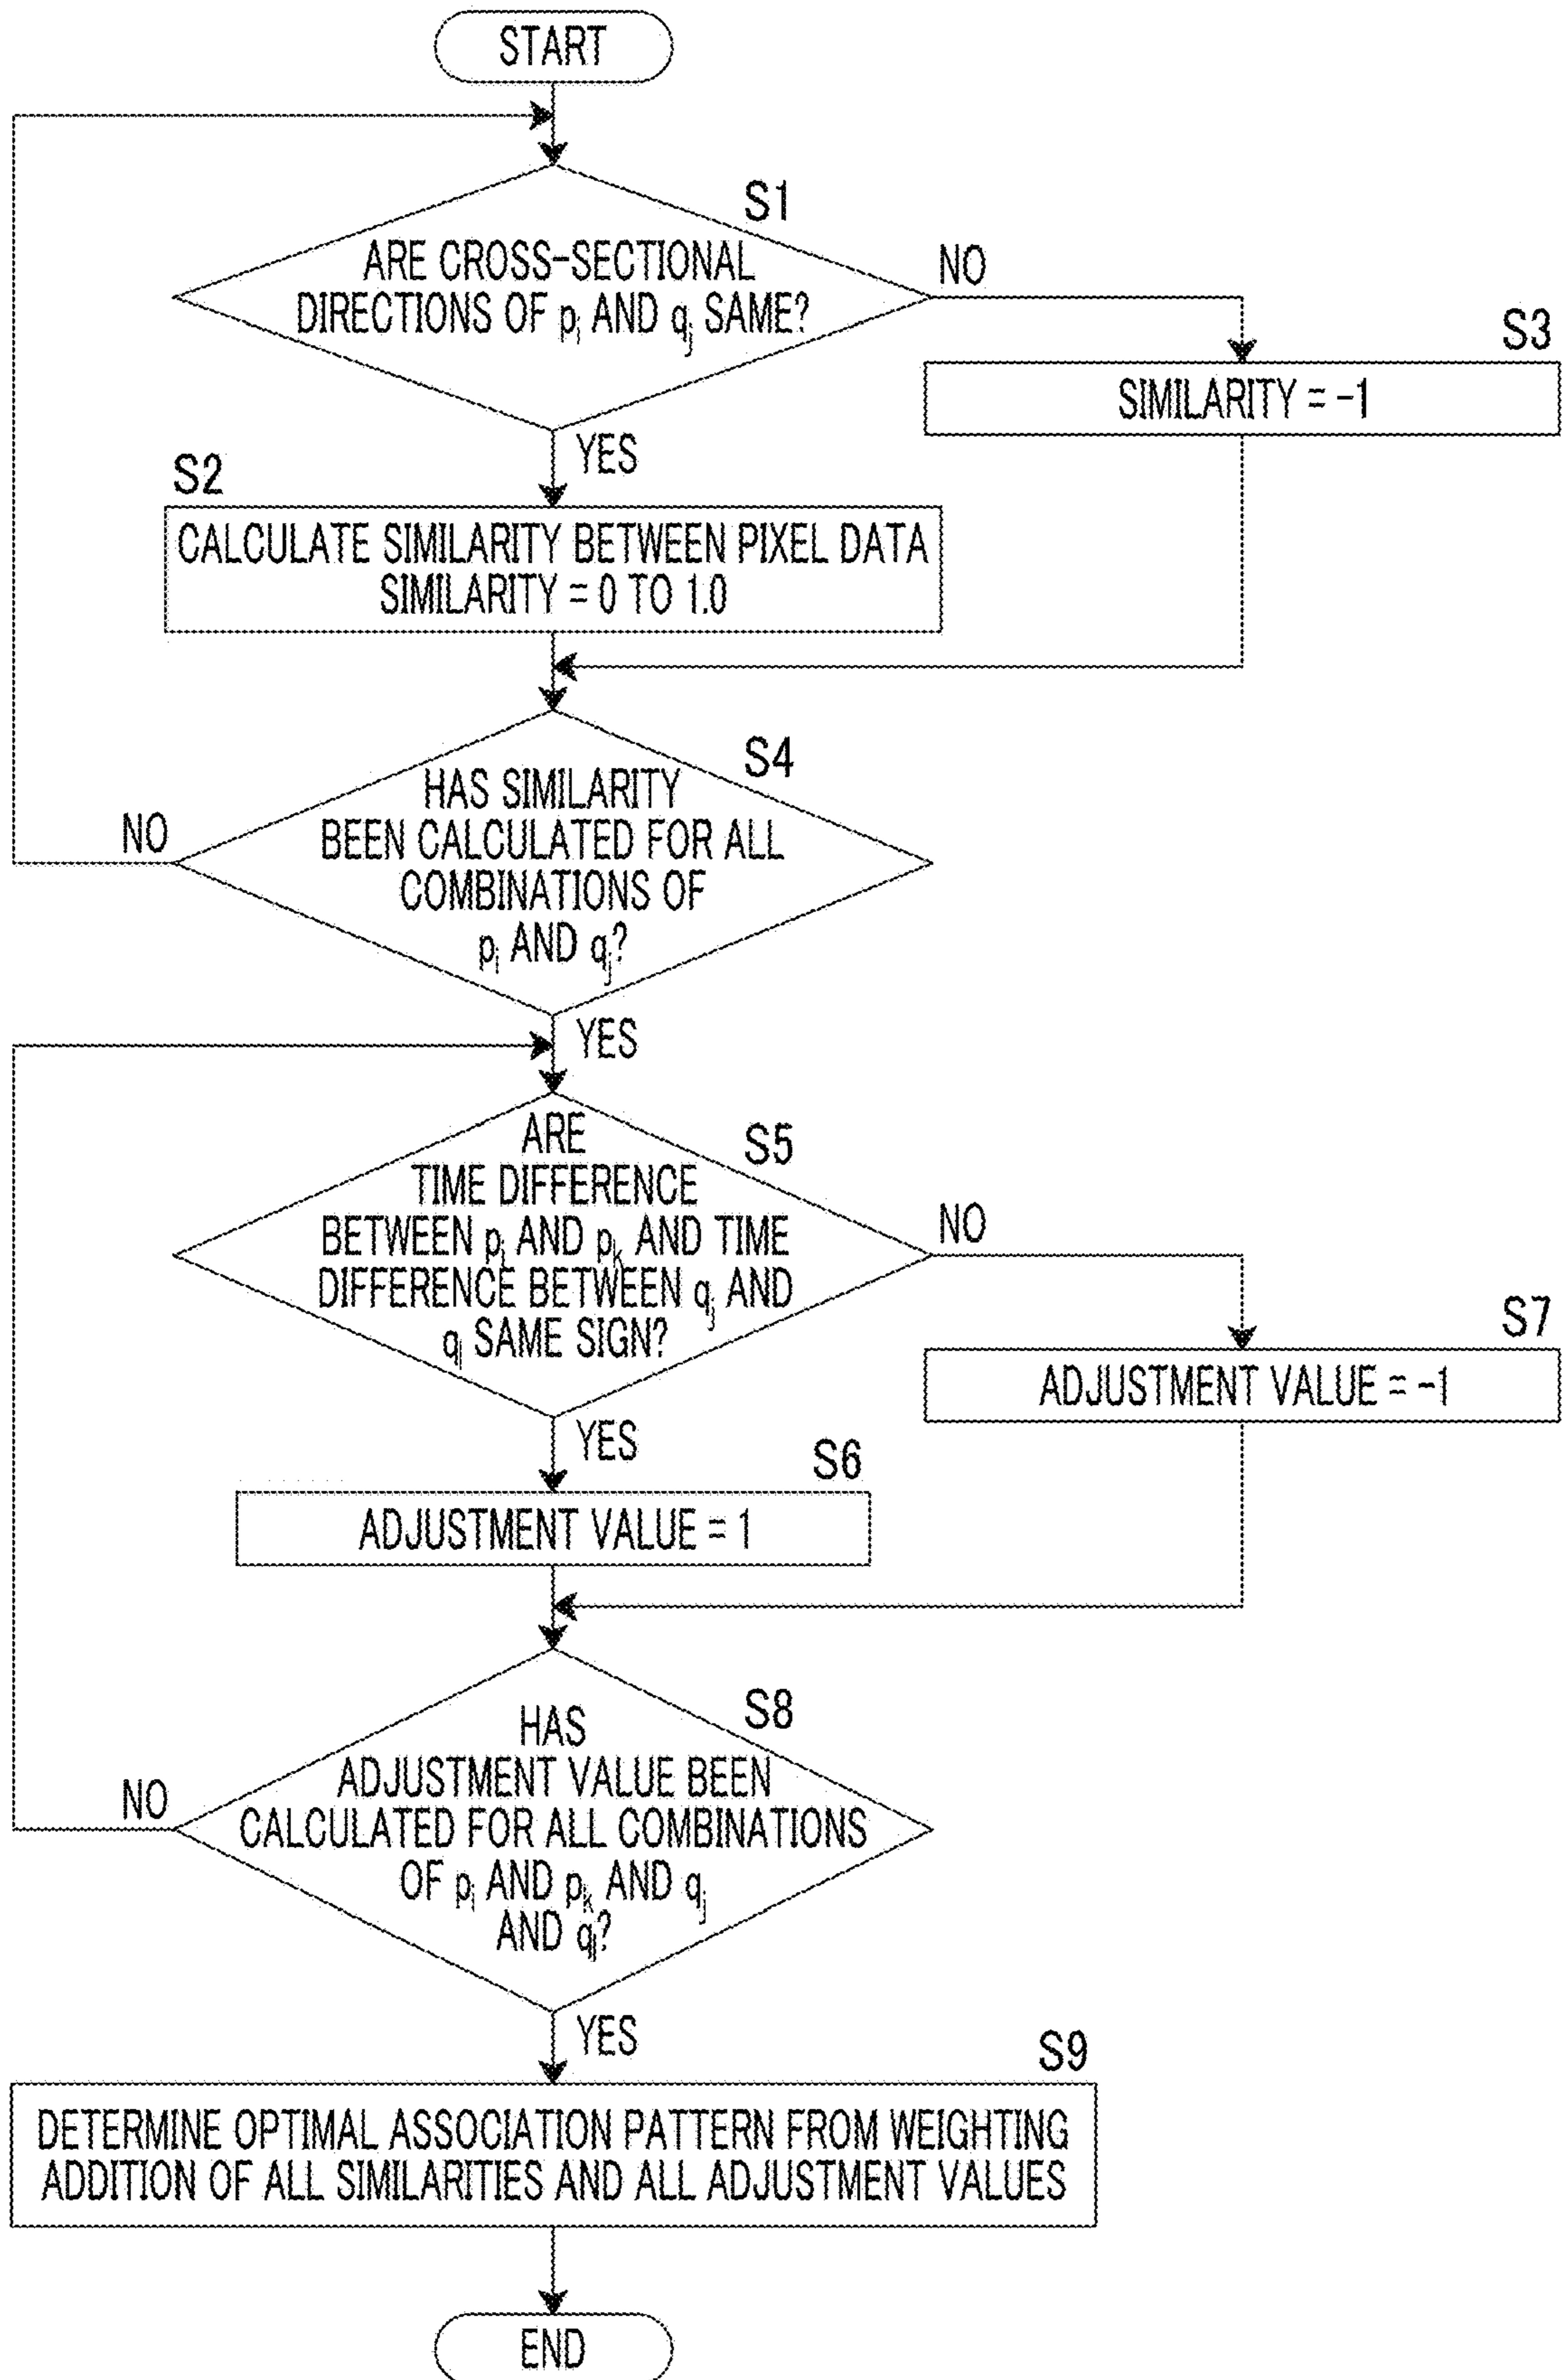 START
S1
ARE CROSS-SECTIONAL
DIRECTIONS OF pi AND qj SAME?
NO
S3
SIMILARITY = -1
YES
S2
CALCULATE SIMILARITY BETWEEN PIXEL DATA
SIMILARITY = 0 TO 1.0
S4
HAS SIMILARITY
BEEN CALCULATED FOR ALL
COMBINATIONS OF
pi AND qj?
NO
YES
S5
ARE
TIME DIFFERENCE
BETWEEN pi AND pk AND TIME
DIFFERENCE BETWEEN qj AND
ql SAME SIGN?
NO
S7
ADJUSTMENT VALUE = -1
YES
S6
ADJUSTMENT VALUE = 1
S8
HAS
ADJUSTMENT VALUE BEEN
CALCULATED FOR ALL COMBINATIONS
OF pi AND pk AND qj
AND ql?
NO
YES
S9
DETERMINE OPTIMAL ASSOCIATION PATTERN FROM WEIGHTING
ADDITION OF ALL SIMILARITIES AND ALL ADJUSTMENT VALUES
END